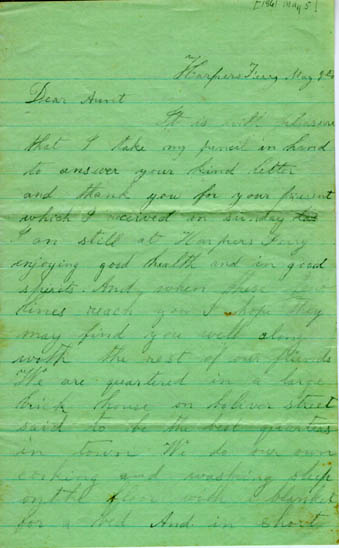 [1861 May 5]
Harpers Ferry May
Dear Aunt
It is with pleasure
that I take my pencil in hand
to answer your kind letter
and thank you for your present
which I received on sunday
I am still at Harpers Ferry
enjoying good health and in good
spirits. And when these few
lines reach you I hope they
may find you well along
with the rest of our friends
We are quartered in a large
brick house on street
said to be the best quarters
in town We do our own
cooking and washing sleep
on the floor with a blanket
for a bed And in short